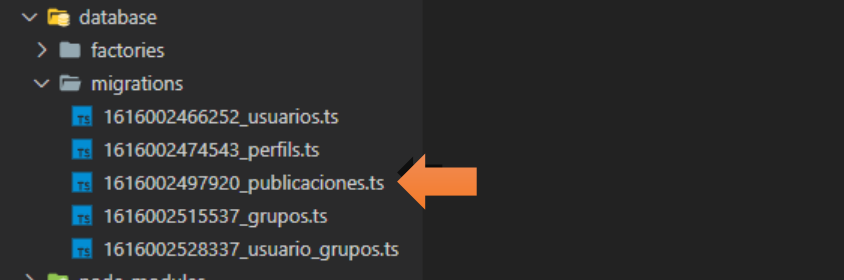 database
factories
migrations
TS 1616002466252_usuarios.ts
TS 1616002474543_perfils.ts
TS 1616002497920_publicaciones.ts
TS 1616002515537_grupos.ts
TS 1616002528337_usuario_grupos.ts